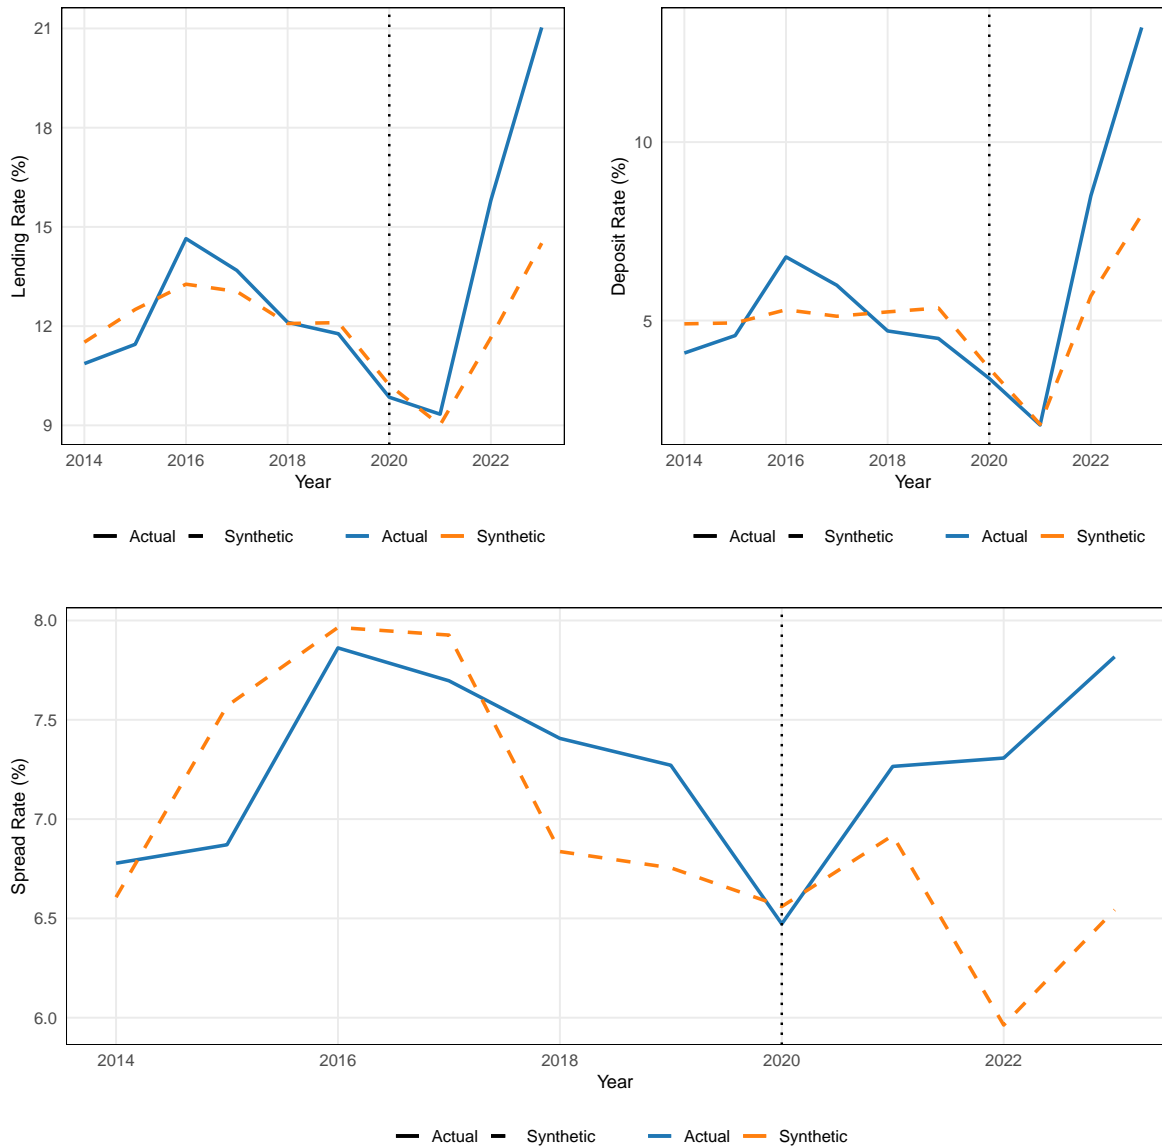 21
18
15
12
9
Lending Rate (%)
2014 2016 2018 2020 2022
Year
Actual Synthetic Actual Synthetic
10
5
Deposit Rate (%)
2014 2016 2018 2020 2022
Year
Actual Synthetic Actual Synthetic
8.0
7.5
7.0
6.5
6.0
Spread Rate (%)
2014 2016 2018 2020 2022
Year
Actual Synthetic Actual Synthetic